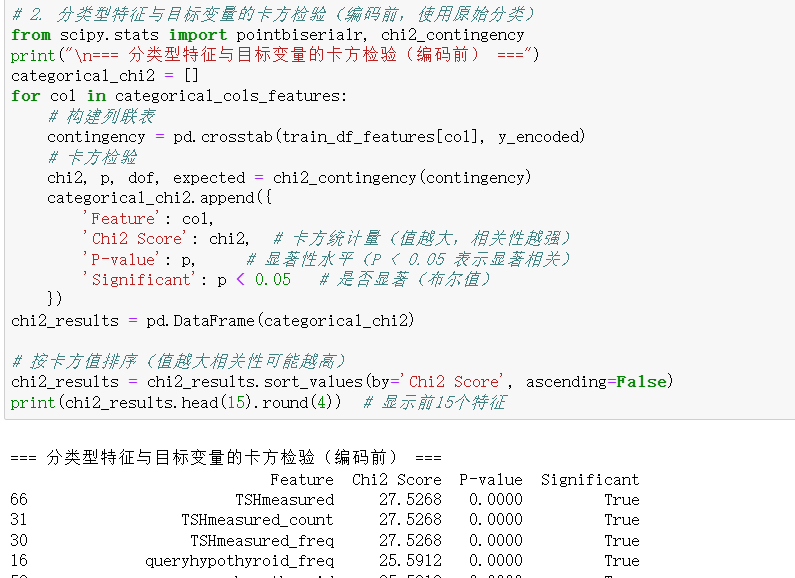 # 2. 分类型特征与目标变量的卡方检验（编码前，使用原始分类）
from scipy.stats import pointbiserialr, chi2_contingency
print("\n=== 分类型特征与目标变量的卡方检验（编码前） ===")
categorical_chi2 = []
for col in categorical_cols_features:
    # 构建列联表
    contingency = pd.crosstab(train_df_features[col], y_encoded)
    # 卡方检验
    chi2, p, dof, expected = chi2_contingency(contingency)
    categorical_chi2.append({
        'Feature': col,
        'Chi2 Score': chi2,  # 卡方统计量（值越大，相关性越强）
        'P-value': p,     # 显著性水平（P < 0.05 表示显著相关）
        'Significant': p < 0.05   # 是否显著（布尔值）
    })
chi2_results = pd.DataFrame(categorical_chi2)
# 按卡方值排序（值越大相关性可能越高）
chi2_results = chi2_results.sort_values(by='Chi2 Score', ascending=False)
print(chi2_results.head(15).round(4))  # 显示前15个特征
=== 分类型特征与目标变量的卡方检验（编码前） ===
Feature  Chi2 Score  P-value  Significant
66 TSHmeasured 27.5268 0.0000 True
31 TSHmeasured_count 27.5268 0.0000 True
30 TSHmeasured_freq 27.5268 0.0000 True
16 queryhypothyroid_freq 25.5912 0.0000 True